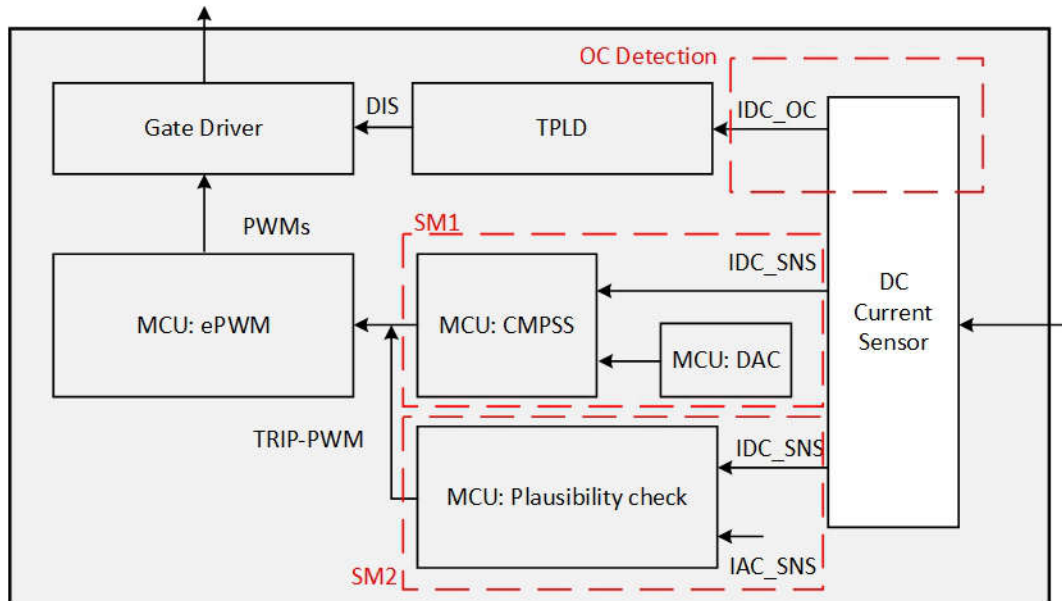 OC Detection
Gate Driver
DIS
TPLD
IDC_OC
PWMs
SM1
IDC_SNS
MCU: ePWM
MCU: CMPSS
MCU: DAC
DC
Current
Sensor
TRIP-PWM
IDC_SNS
MCU: Plausibility check
IAC_SNS
SM2